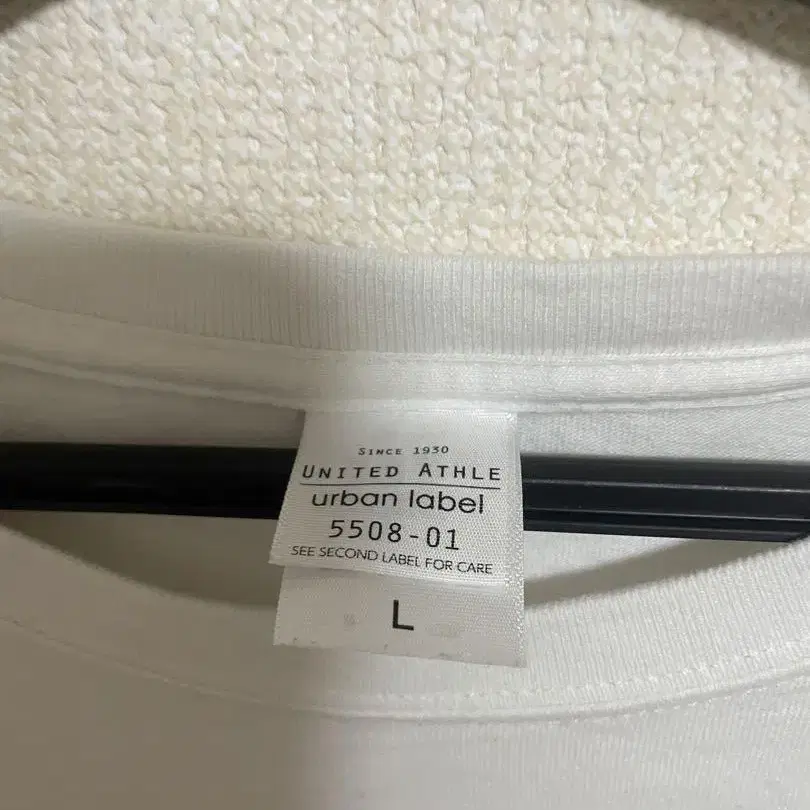 SINCE 1930
UNITED ATHLE
urban label
5508-01
SEE SECOND LABEL FOR CARE
L